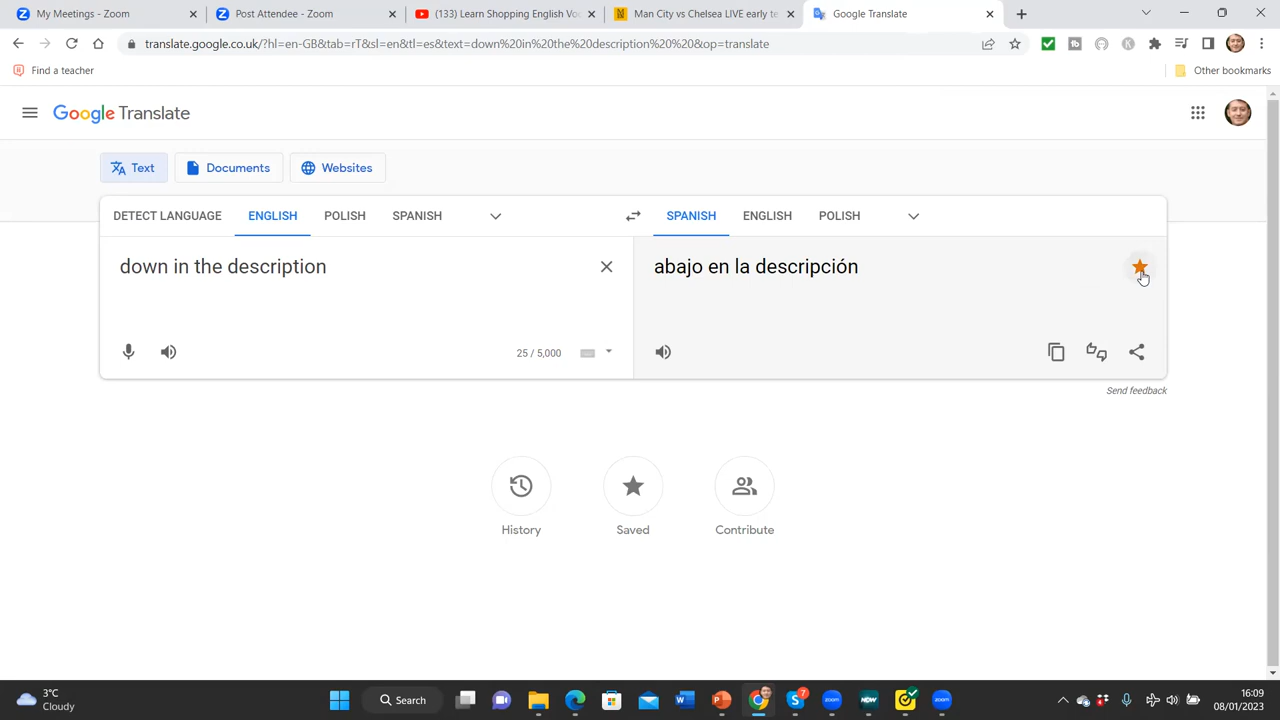 My Meetings - Zoom
Post Attendee - Zoom
(133) Learn Shopping English Voc
Man City vs Chelsea LIVE early te
Google Translate
translate.google.co.uk/?hl=en-GB&tab=rT&sl=en&tl=es&text=down%20in%20the%20description%20%20&op=translate
Find a teacher
Other bookmarks
Google Translate
Text
Documents
Websites
DETECT LANGUAGE
ENGLISH
POLISH
SPANISH
SPANISH
ENGLISH
POLISH
down in the description
abajo en la descripción
25 / 5,000
Send feedback
History
Saved
Contribute
3°C
Cloudy
Search
7
16:09
08/01/2023